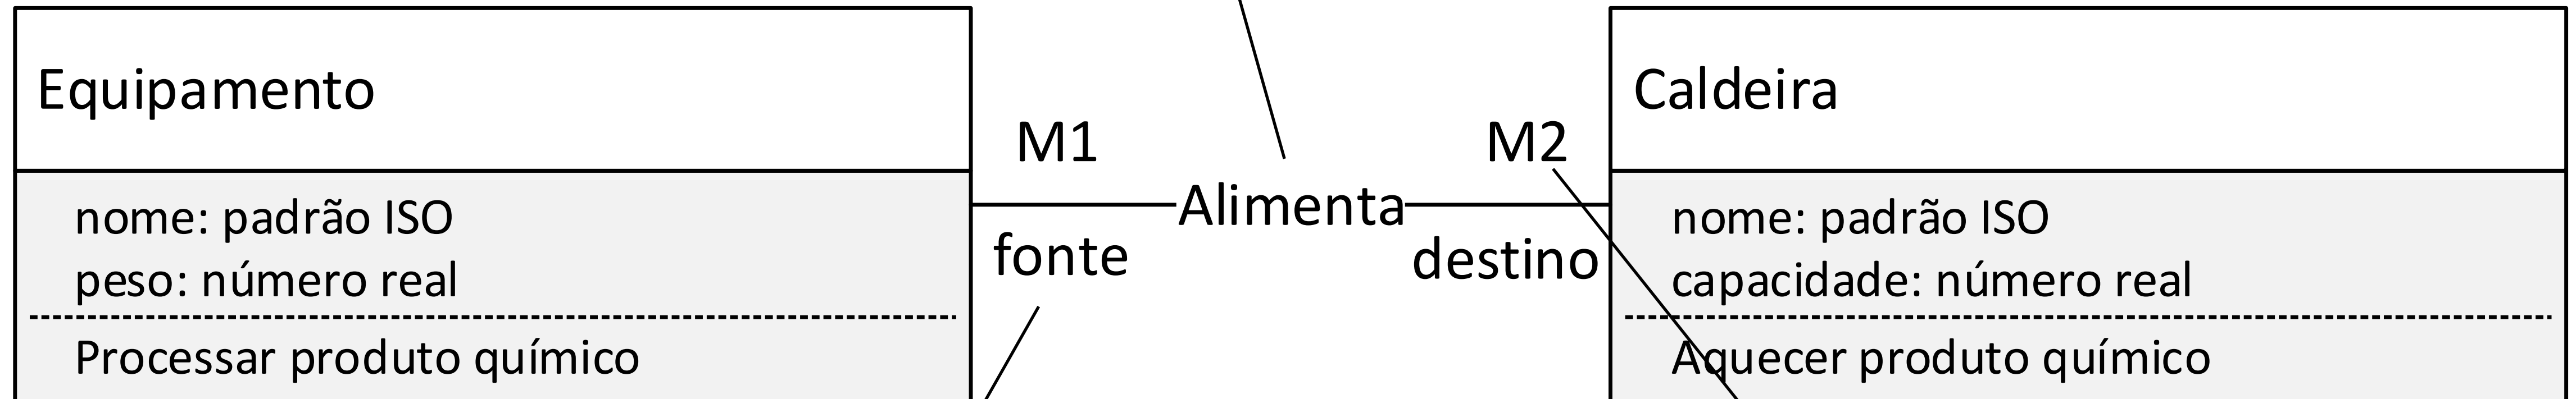 Equipamento
nome: padrão ISO
peso: número real
Processar produto químico
M1
fonte
Alimenta
M2
destino
Caldeira
nome: padrão ISO
capacidade: número real
Aquecer produto químico